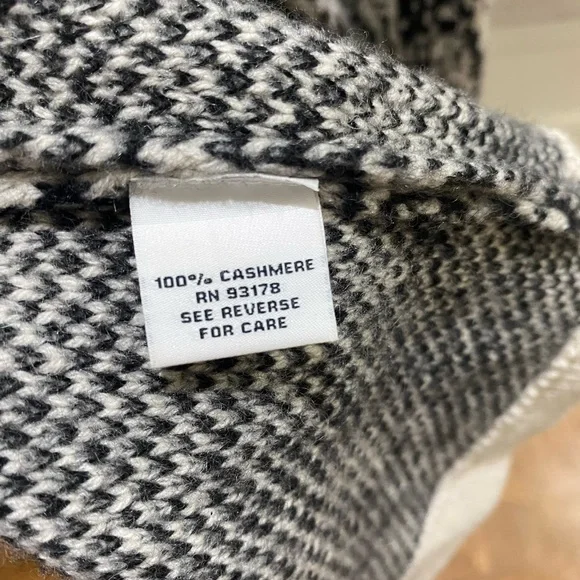 100% CASHMERE
RN 93178
SEE REVERSE
FOR CARE